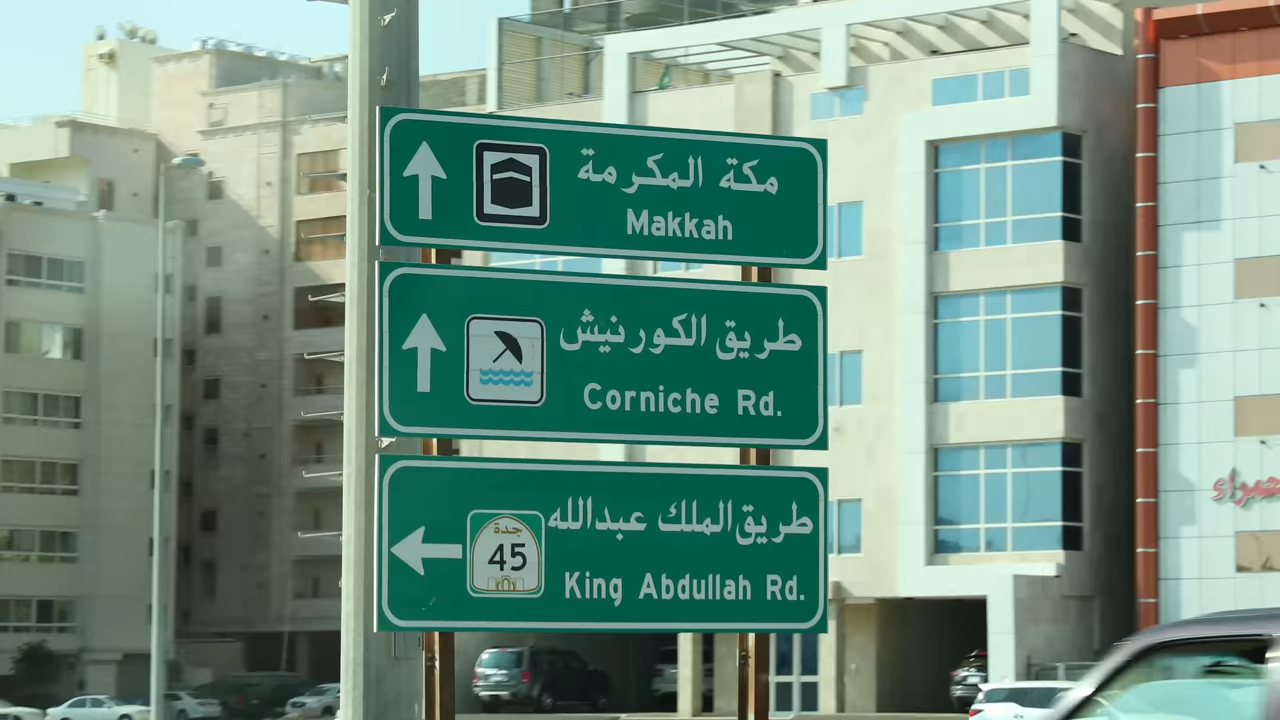 مكة المكرمة
Makkah
طريق الكورنيش
Corniche Rd.
طريق الملك عبدالله
جدة
45
King Abdullah Rd.